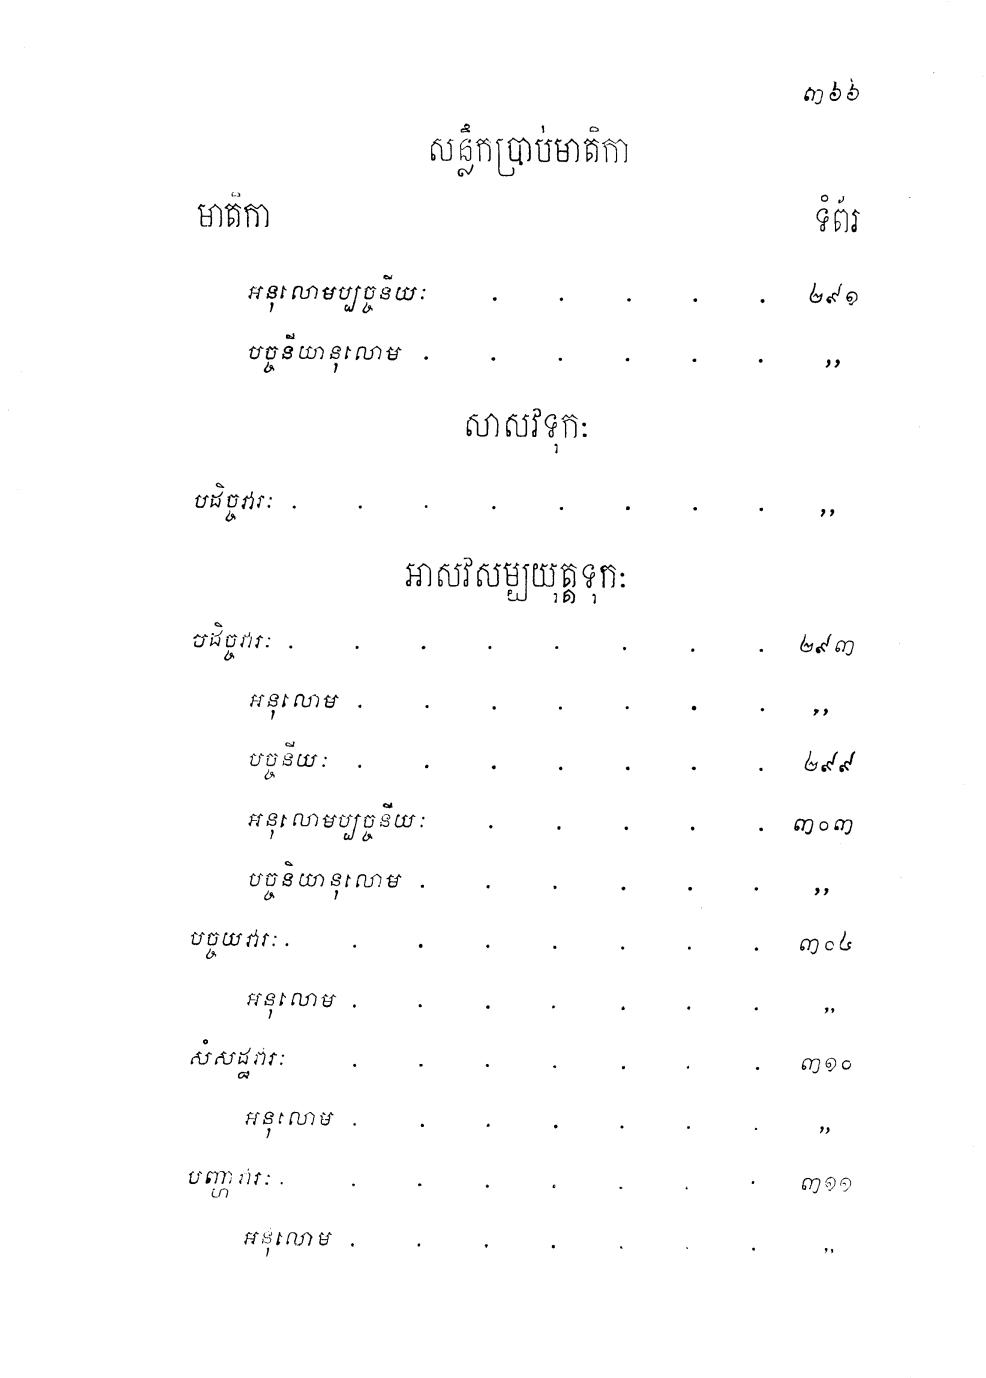 ៣៦៦
សន្លឹកប្រាប់មាតិកា
មាតិកា ទំព័រ
អនុលោមប្បច្ចនីយៈ . . . . . ២៩១
បច្ចនីយានុលោម . . . . . . ,,
សាសវទុកៈ
បដិច្ចវារៈ . . . . . . . . ,,
អាសវសម្បយុត្តទុកៈ
បដិច្ចវារៈ . . . . . . . . ២៩៣
អនុលោម . . . . . . . ,,
បច្ចនីយៈ . . . . . . . ២៩៩
អនុលោមប្បច្ចនីយៈ . . . . . ៣០៣
បច្ចនិយានុលោម . . . . . . ,,
បច្ចយវារៈ . . . . . . . . ៣០៤
អនុលោម . . . . . . . ,,
សំសដ្ឋវារៈ . . . . . . . ៣១០
អនុលោម . . . . . . . ,,
បញ្ហាវារៈ . . . . . . . . ៣១១
អនុលោម . . . . . . . ,,